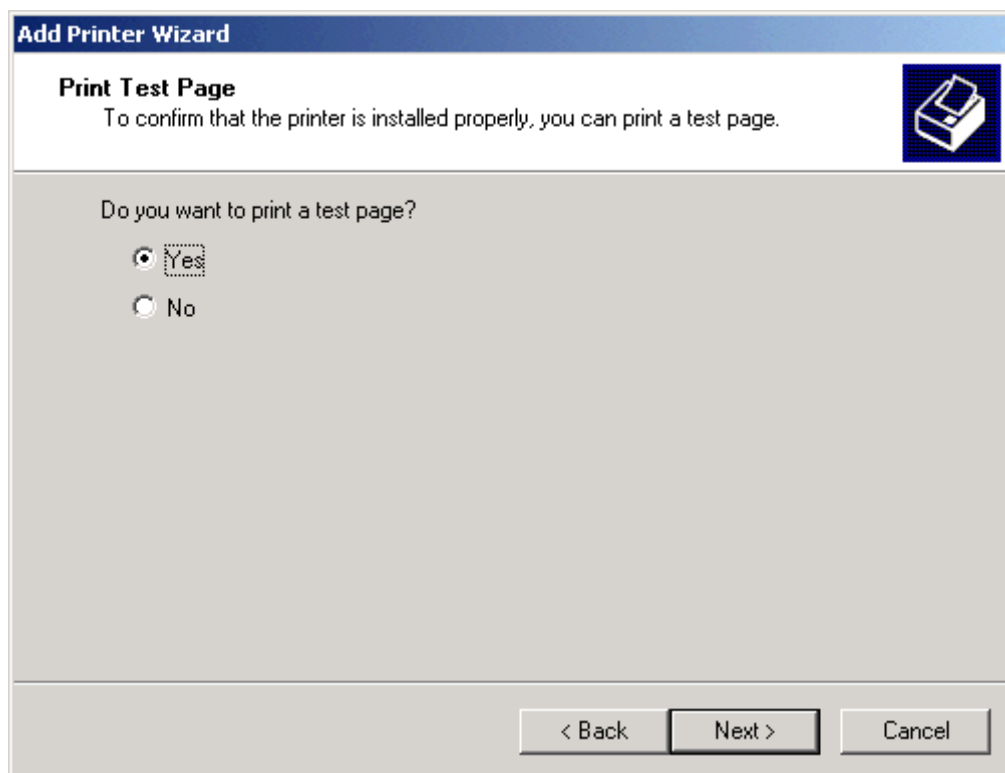 Add Printer Wizard
Print Test Page
To confirm that the printer is installed properly, you can print a test page.
Do you want to print a test page?
Yes
No
< Back
Next >
Cancel